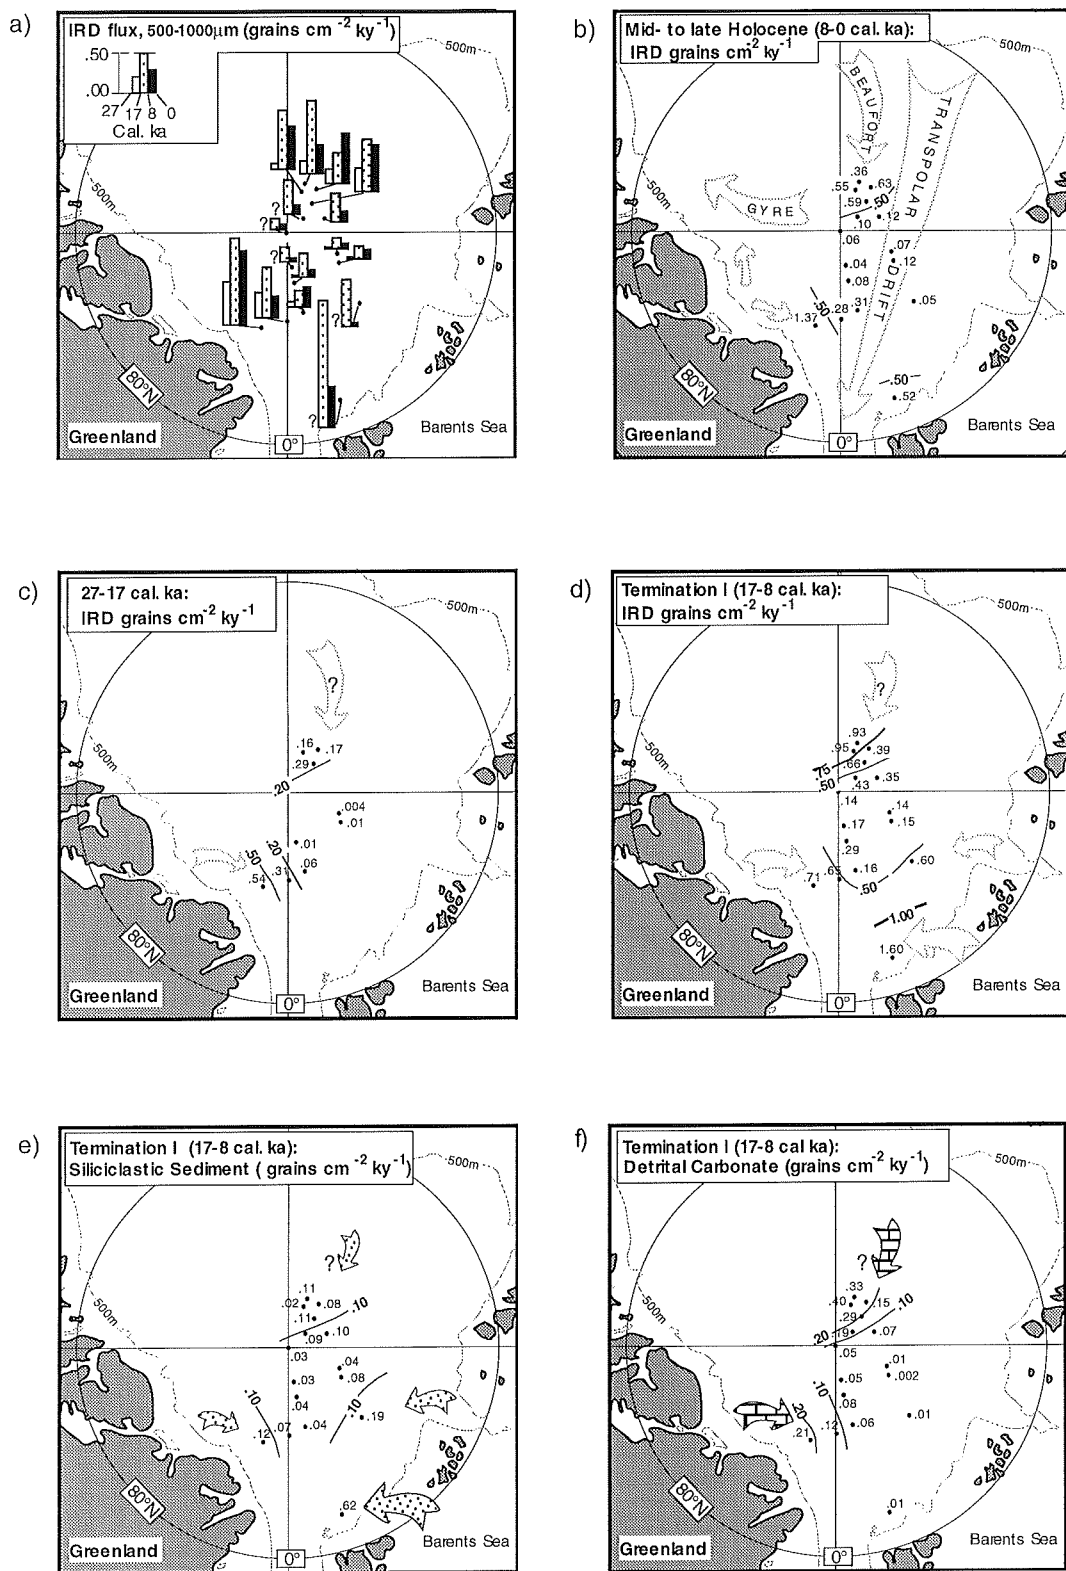 a)
IRD flux, 500-1000µm (grains cm⁻² ky⁻¹)
.50
.00
27 17 8 0
Cal. ka
500m
500m
?
?
?
?
?
80°N
Greenland
0°
Barents Sea
b)
Mid- to late Holocene (8-0 cal. ka):
IRD grains cm⁻² ky⁻¹
500m
500m
BEAUFORT
GYRE
TRANSPOLAR
DRIFT
.36
.55 .63
.59 .50
.10 .12
.06
.07
.04 .12
.08
.05
.50 .28 .31
1.37
.50
.52
80°N
Greenland
0°
Barents Sea
c)
27-17 cal. ka:
IRD grains cm⁻² ky⁻¹
500m
500m
?
.16 .17
.29
.20
.004
.01
.01
.50 .20 .06
.54 .31
80°N
Greenland
0°
Barents Sea
d)
Termination I (17-8 cal. ka):
IRD grains cm⁻² ky⁻¹
500m
500m
?
.93
.95 .39
.75 .66
.50 .43 .35
.14 .14
.17 .15
.29
.65 .16 .60
.71 .50
1.00
1.60
80°N
Greenland
0°
Barents Sea
e)
Termination I (17-8 cal. ka):
Siliciclastic Sediment ( grains cm⁻² ky⁻¹)
500m
500m
?
.11
.02 .08
.11 .10
.09 .10
.03
.04
.03 .08
.04
.10 .10
.12 .07 .04 .19
.62
80°N
Greenland
0°
Barents Sea
f)
Termination I (17-8 cal ka):
Detrital Carbonate (grains cm⁻² ky⁻¹)
500m
500m
?
.33
.40 .15 .10
.29
.20 .19 .07
.05
.01
.05 .002
.10
.08
.20 .01
.21 .12 .06
.01
80°N
Greenland
0°
Barents Sea